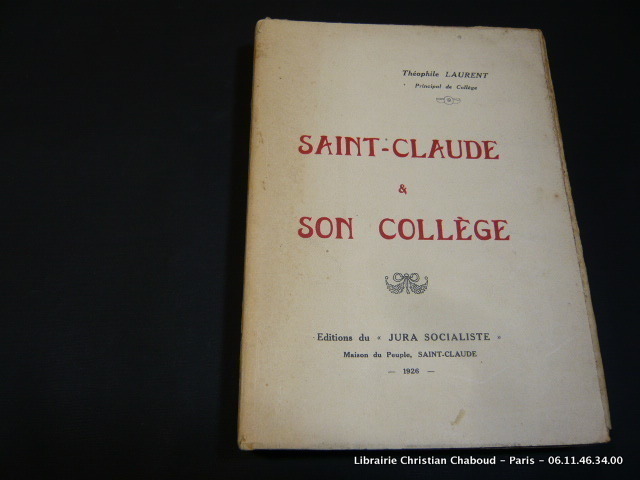 Théophile LAURENT
Principal de Collège
SAINT-CLAUDE
&
SON COLLÈGE
Editions du « JURA SOCIALISTE »
Maison du Peuple, SAINT-CLAUDE
— 1926 —
Librairie Christian Chaboud - Paris - 06.11.46.34.00